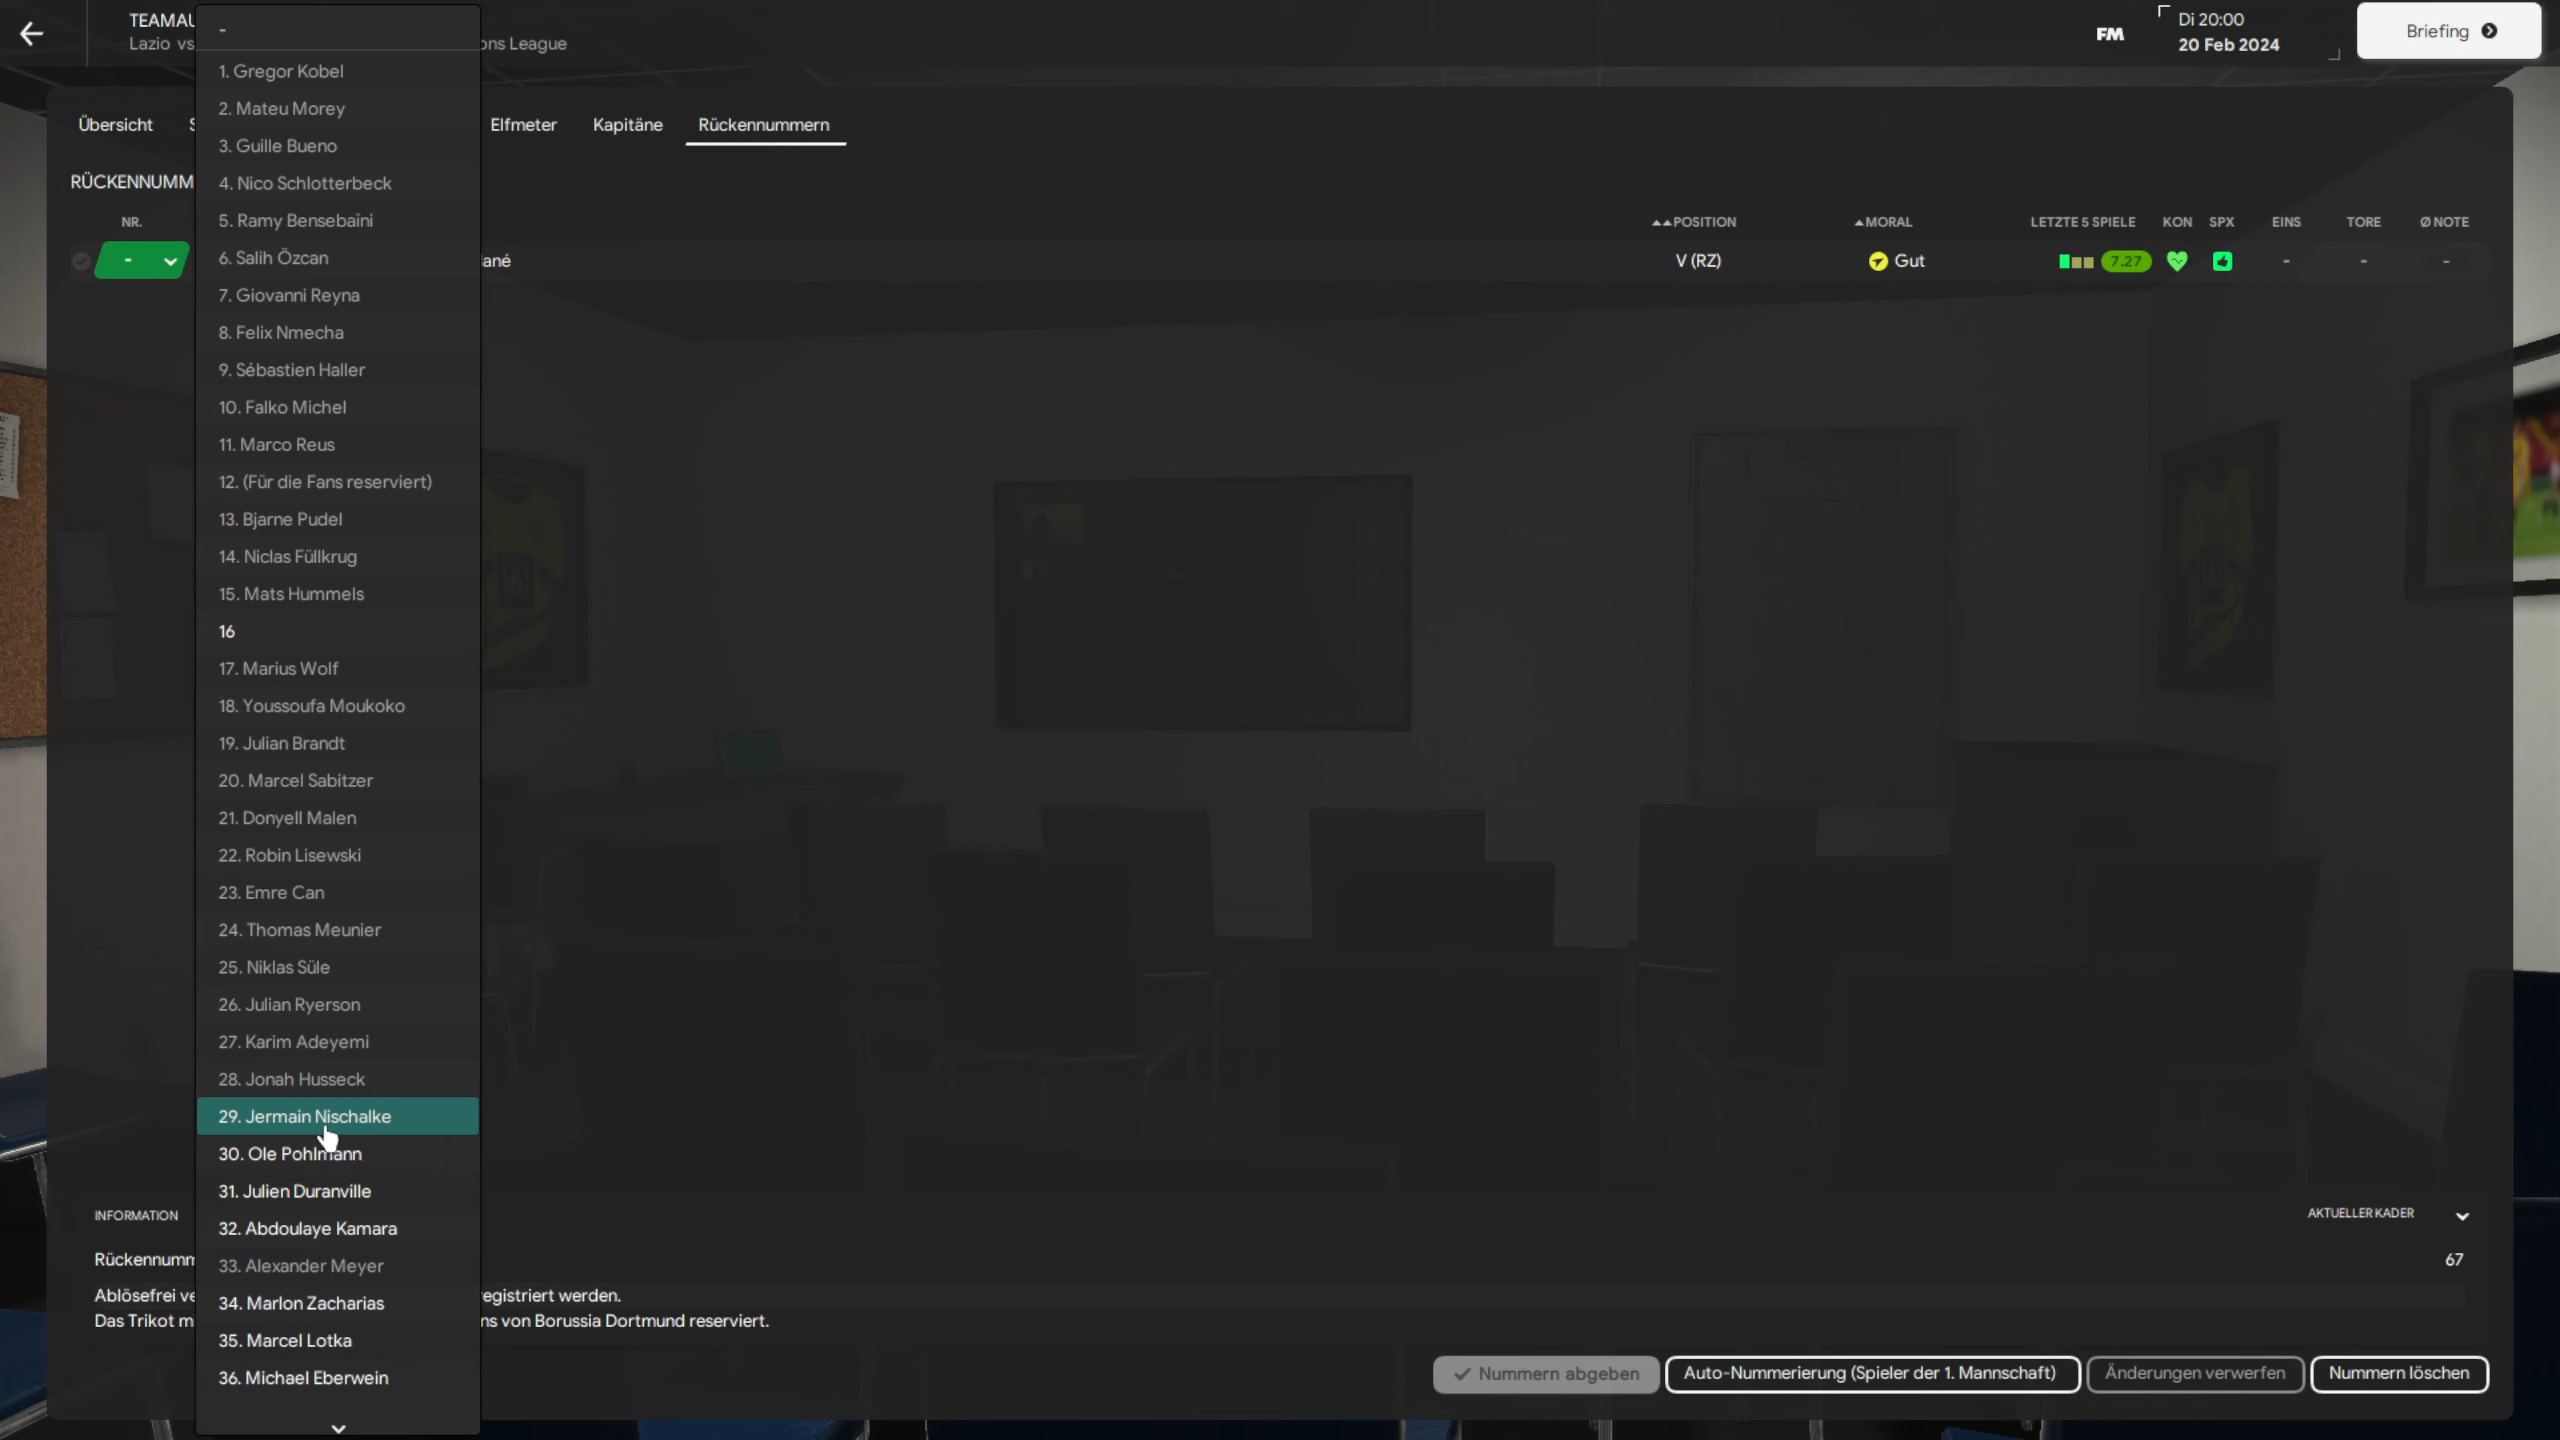 TEAMAU
Lazio vs
ons League
FM
Di 20:00
20 Feb 2024
Briefing
Übersicht
S
Elfmeter
Kapitäne
Rückennummern
RÜCKENNUMM
NR.
POSITION
MORAL
LETZTE 5 SPIELE
KON
SPX
EINS
TORE
Ø NOTE
-
ané
V (RZ)
Gut
7.27
-
-
-
-
1. Gregor Kobel
2. Mateu Morey
3. Guille Bueno
4. Nico Schlotterbeck
5. Ramy Bensebaïni
6. Salih Özcan
7. Giovanni Reyna
8. Felix Nmecha
9. Sébastien Haller
10. Falko Michel
11. Marco Reus
12. (Für die Fans reserviert)
13. Bjarne Pudel
14. Niclas Füllkrug
15. Mats Hummels
16
17. Marius Wolf
18. Youssoufa Moukoko
19. Julian Brandt
20. Marcel Sabitzer
21. Donyell Malen
22. Robin Lisewski
23. Emre Can
24. Thomas Meunier
25. Niklas Süle
26. Julian Ryerson
27. Karim Adeyemi
28. Jonah Husseck
29. Jermain Nischalke
30. Ole Pohlmann
31. Julien Duranville
32. Abdoulaye Kamara
33. Alexander Meyer
34. Marlon Zacharias
35. Marcel Lotka
36. Michael Eberwein
INFORMATION
AKTUELLER KADER
Rückennumm
67
Ablösefrei ve
egistriert werden.
Das Trikot m
ns von Borussia Dortmund reserviert.
Nummern abgeben
Auto-Nummerierung (Spieler der 1. Mannschaft)
Änderungen verwerfen
Nummern löschen